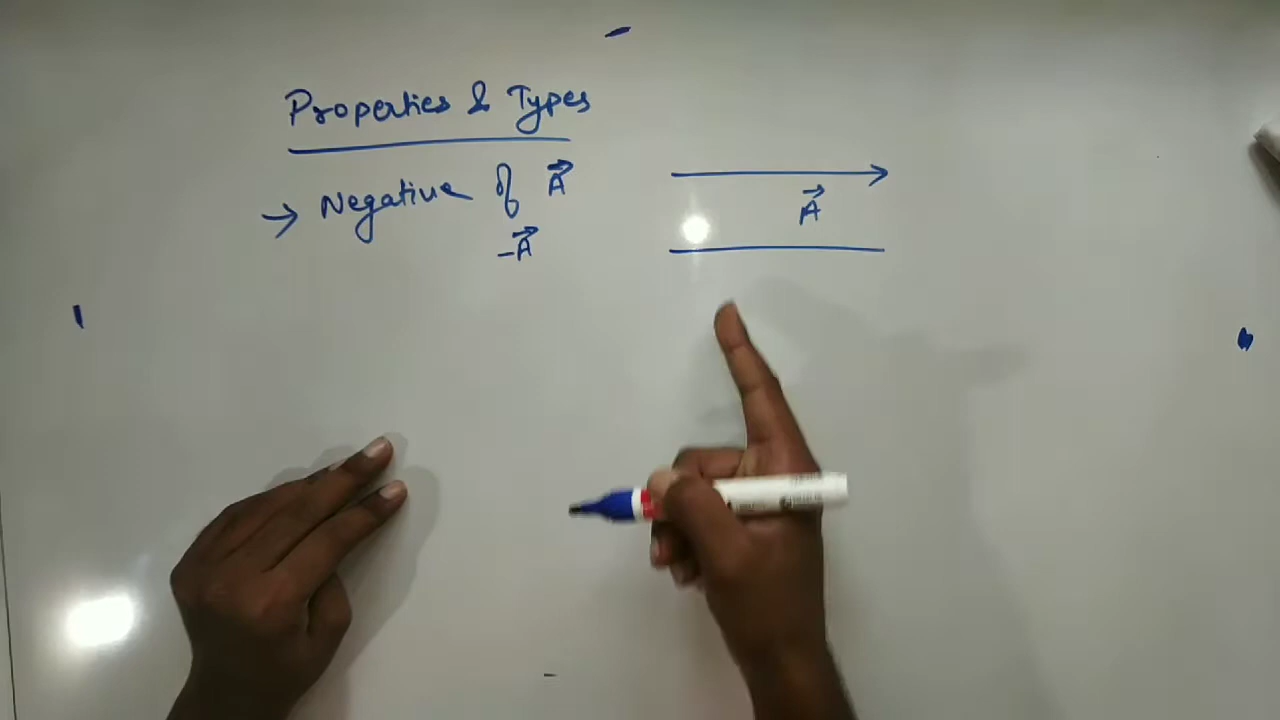 Properties & Types
→ Negative of A⃗
-A⃗
A⃗